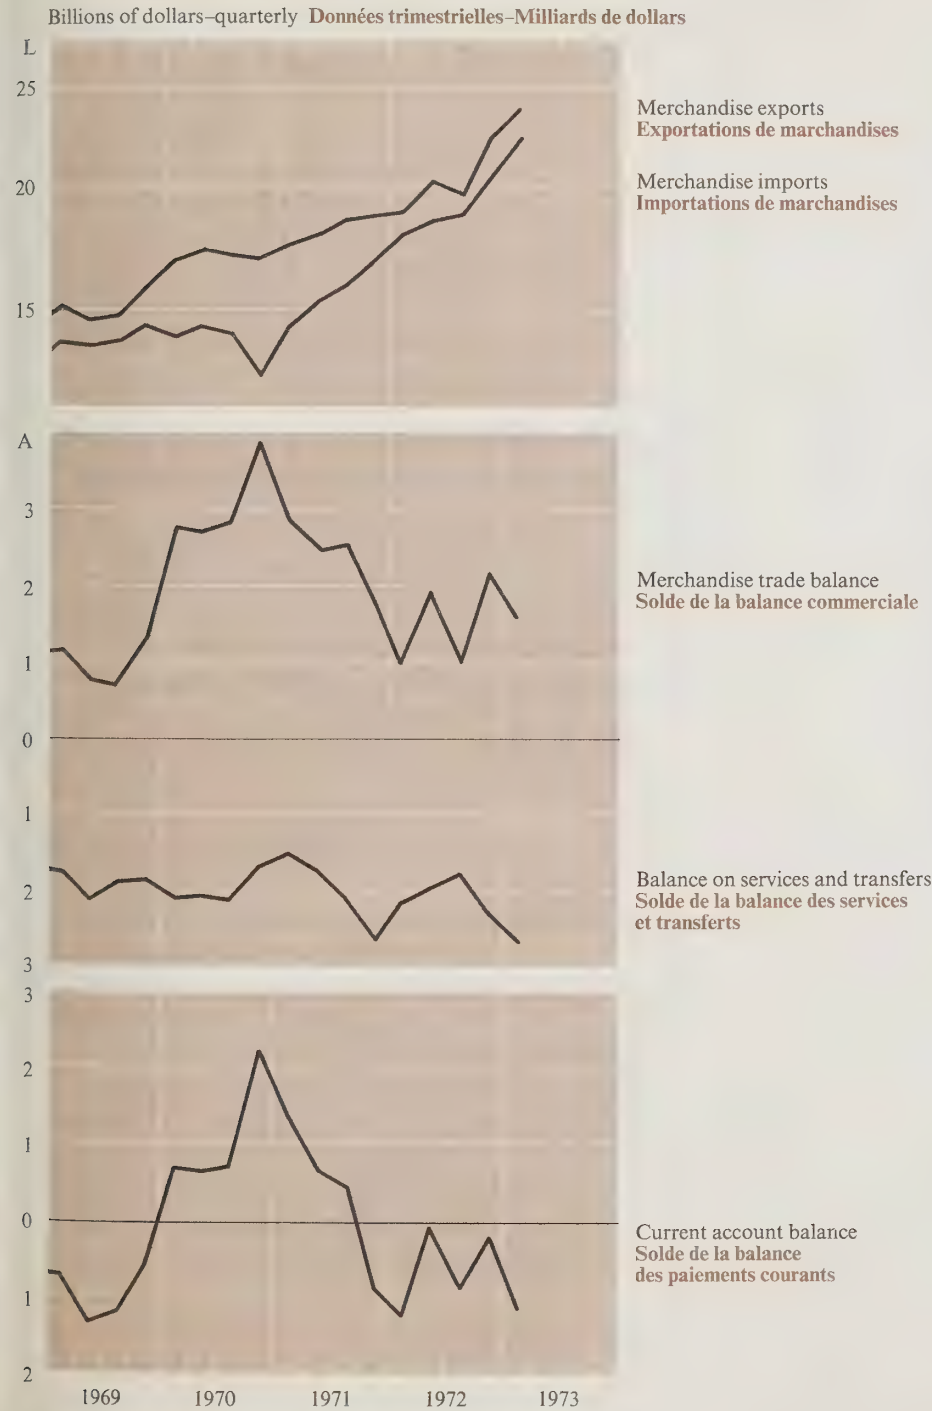 Billions of dollars–quarterly Données trimestrielles–Milliards de dollars
L
25
20
15
Merchandise exports
Exportations de marchandises
Merchandise imports
Importations de marchandises
A
3
2
1
0
1
2
3
Merchandise trade balance
Solde de la balance commerciale
Balance on services and transfers
Solde de la balance des services
et transferts
3
2
1
0
1
2
Current account balance
Solde de la balance
des paiements courants
1969 1970 1971 1972 1973